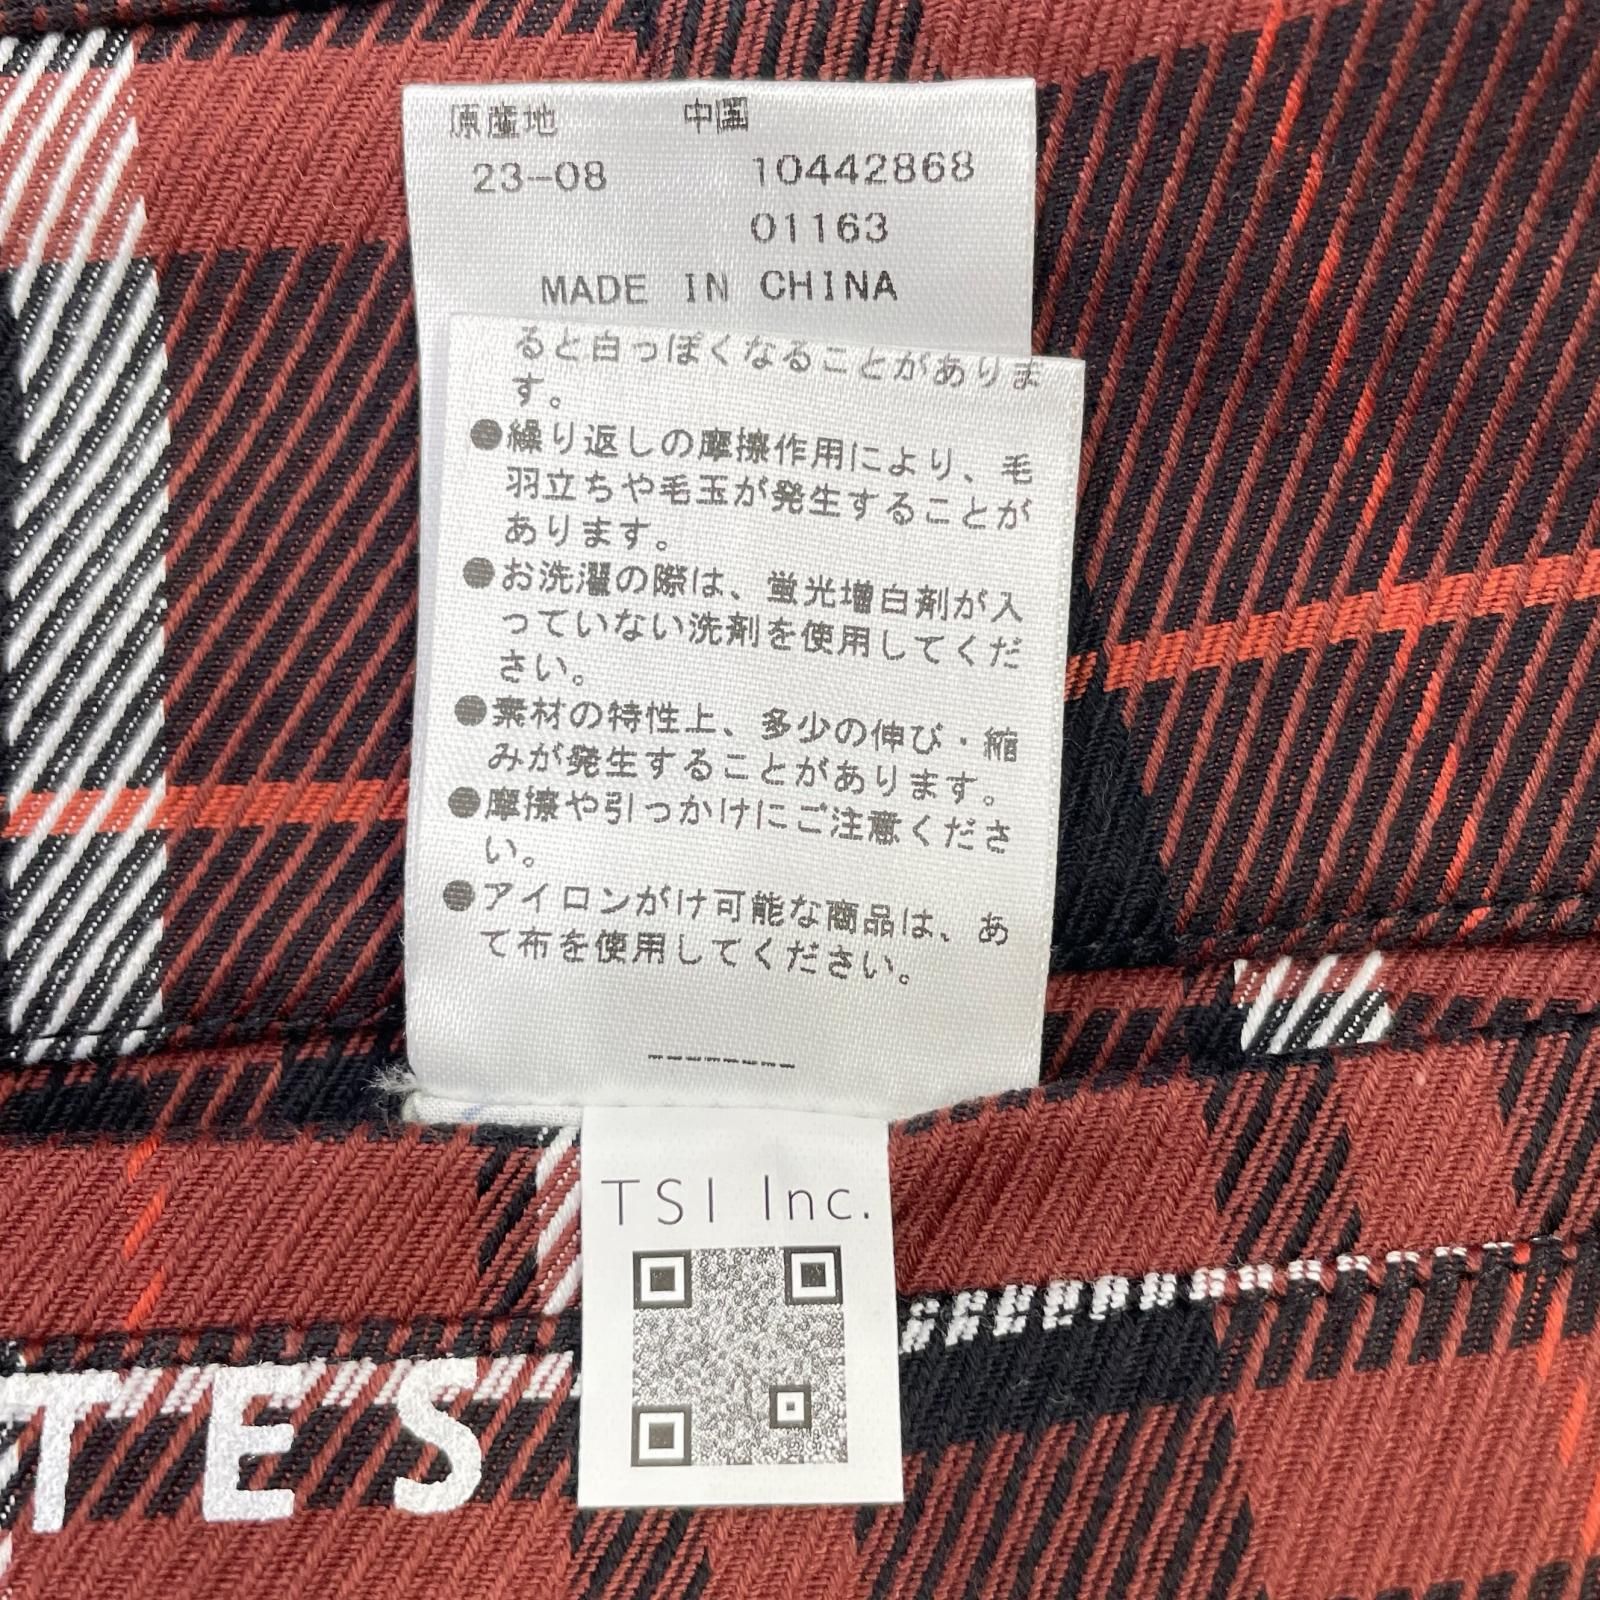 原産地 中国
23-08 10442868
01163
MADE IN CHINA
ると白っぽくなることがありま
す。
●繰り返しの摩擦作用により、毛
羽立ちや毛玉が発生することが
あります。
●お洗濯の際は、蛍光増白剤が入
っていない洗剤を使用してくだ
さい。
●素材の特性上、多少の伸び・縮
みが発生することがあります。
●摩擦や引っかけにご注意くださ
い。
●アイロンがけ可能な商品は、あ
て布を使用してください。
--------
TSI Inc.
TES